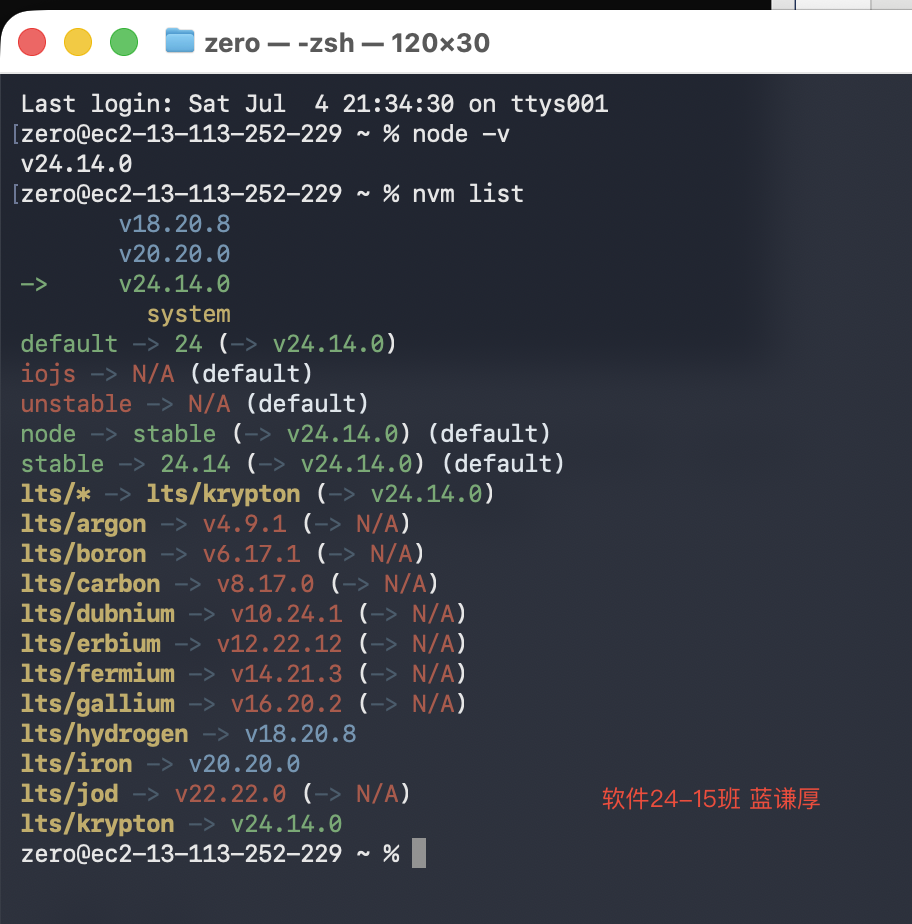 zero — -zsh — 120×30
Last login: Sat Jul  4 21:34:30 on ttys001
[zero@ec2-13-113-252-229 ~ % node -v
v24.14.0
[zero@ec2-13-113-252-229 ~ % nvm list
       v18.20.8
       v20.20.0
->     v24.14.0
         system
default -> 24 (-> v24.14.0)
iojs -> N/A (default)
unstable -> N/A (default)
node -> stable (-> v24.14.0) (default)
stable -> 24.14 (-> v24.14.0) (default)
lts/* -> lts/krypton (-> v24.14.0)
lts/argon -> v4.9.1 (-> N/A)
lts/boron -> v6.17.1 (-> N/A)
lts/carbon -> v8.17.0 (-> N/A)
lts/dubnium -> v10.24.1 (-> N/A)
lts/erbium -> v12.22.12 (-> N/A)
lts/fermium -> v14.21.3 (-> N/A)
lts/gallium -> v16.20.2 (-> N/A)
lts/hydrogen -> v18.20.8
lts/iron -> v20.20.0
lts/jod -> v22.22.0 (-> N/A)
软件24-15班 蓝谦厚
lts/krypton -> v24.14.0
zero@ec2-13-113-252-229 ~ %